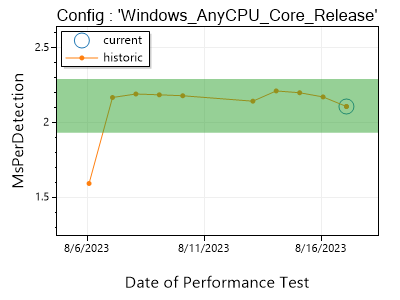 Config : 'Windows_AnyCPU_Core_Release'
current
historic
2.5
2
1.5
MsPerDetection
8/6/2023
8/11/2023
8/16/2023
Date of Performance Test